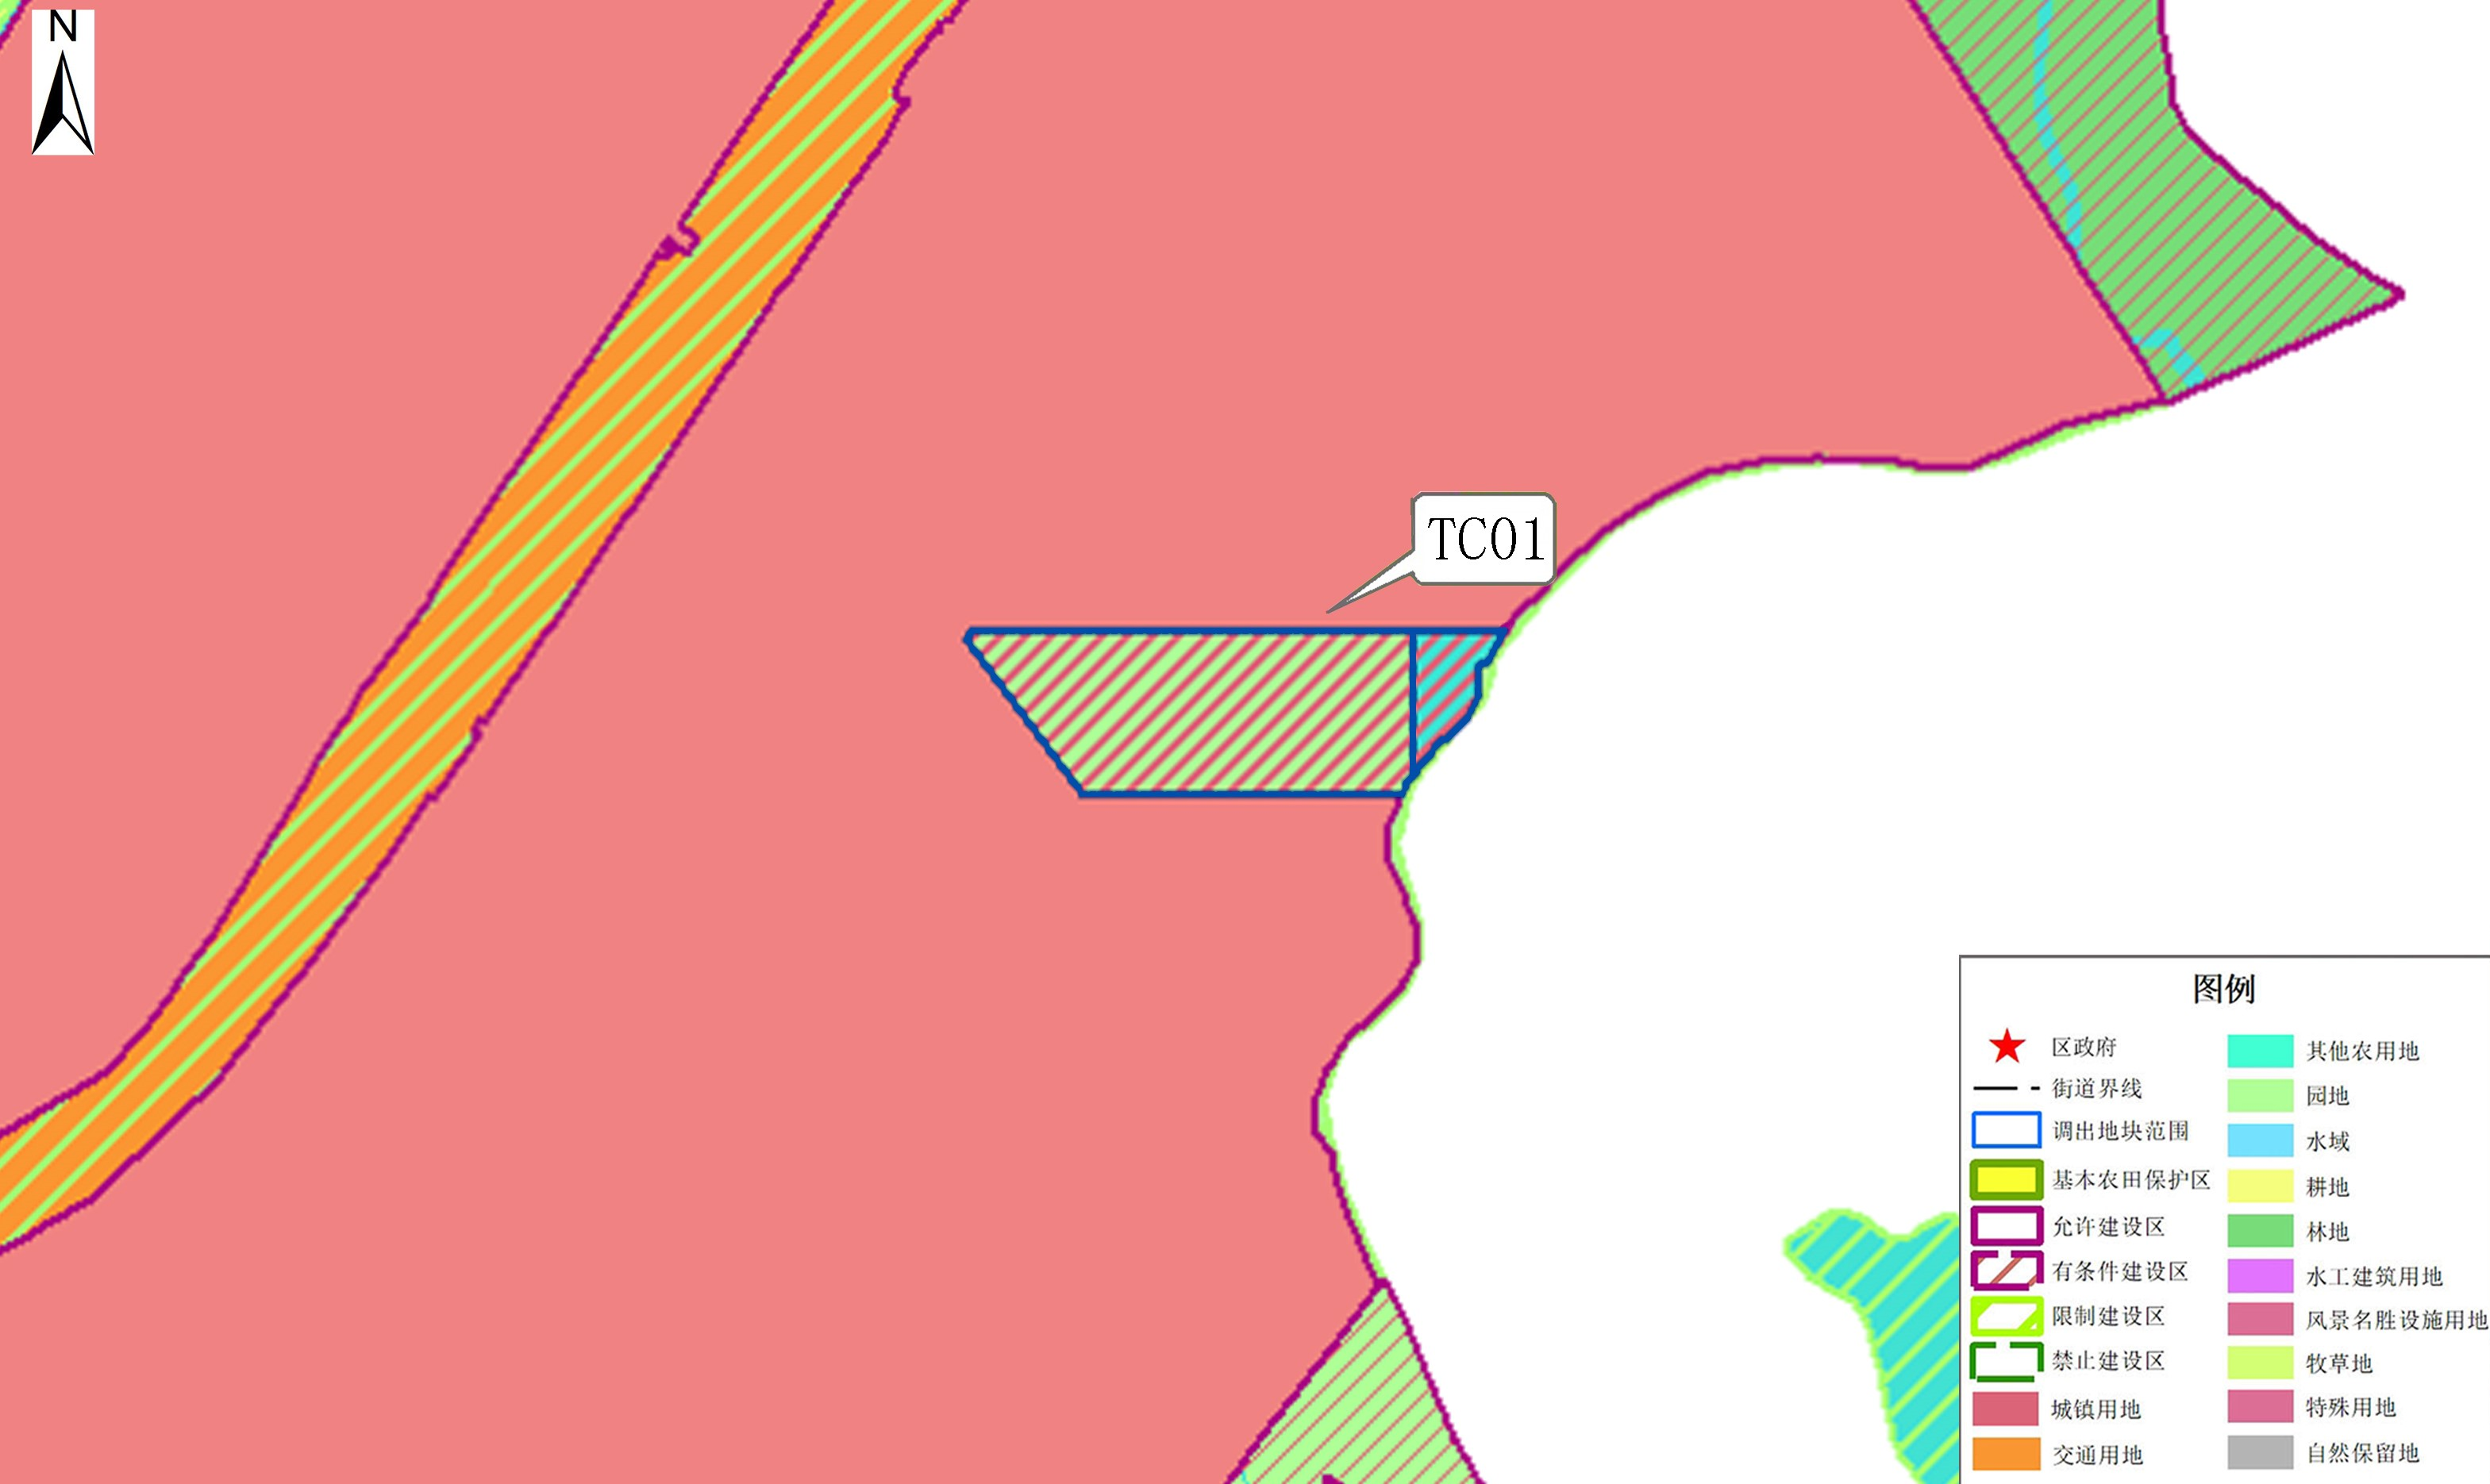 N
TC01
图例
区政府
街道界线
调出地块范围
基本农田保护区
允许建设区
有条件建设区
限制建设区
禁止建设区
城镇用地
交通用地
其他农用地
园地
水域
耕地
林地
水工建筑用地
风景名胜设施用地
牧草地
特殊用地
自然保留地